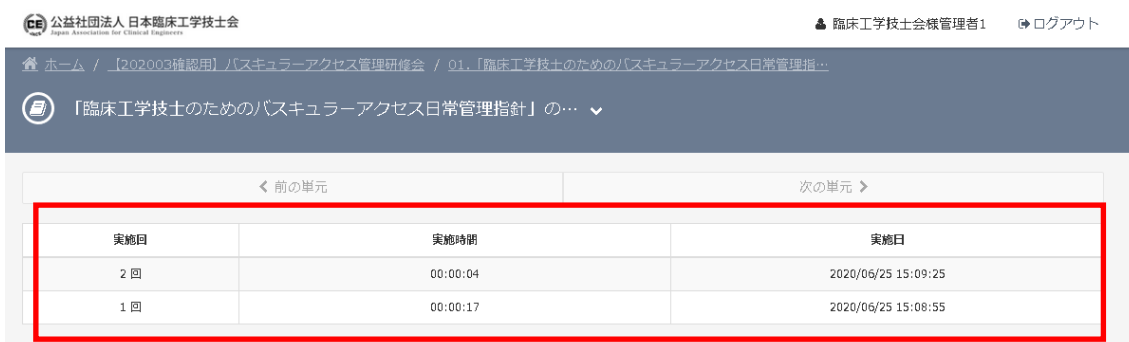 CE 公益社団法人 日本臨床工学技士会
Japan Association for Clinical Engineers
臨床工学技士会様管理者1 ログアウト
ホーム / 【202003確認用】バスキュラーアクセス管理研修会 / 01.「臨床工学技士のためのバスキュラーアクセス日常管理指…
「臨床工学技士のためのバスキュラーアクセス日常管理指針」の…
前の単元 次の単元
実施回 実施時間 実施日
2 回 00:00:04 2020/06/25 15:09:25
1 回 00:00:17 2020/06/25 15:08:55